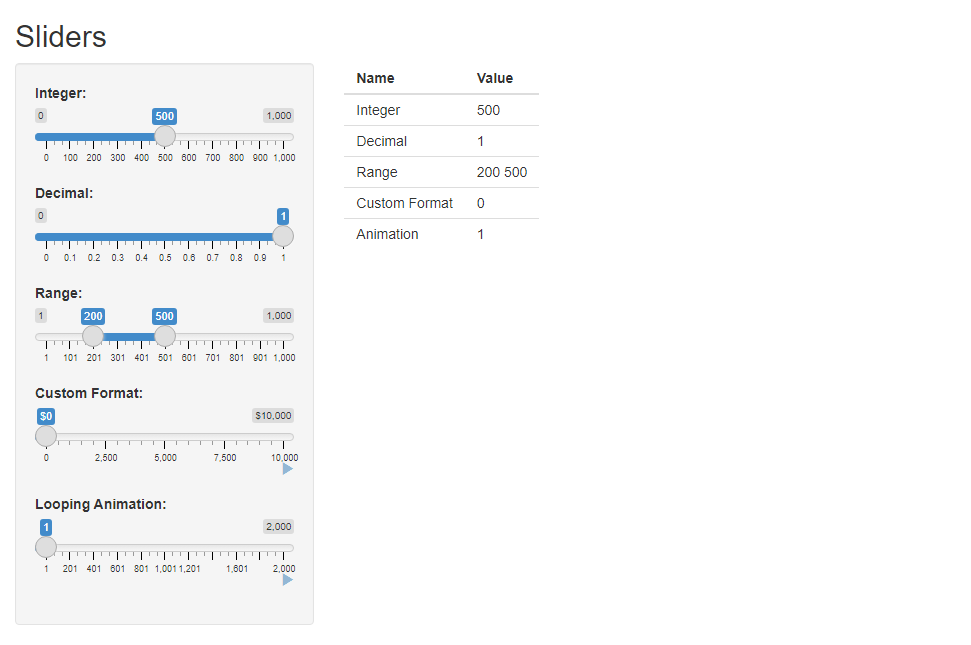 Sliders
Integer:
0 500 1,000
0 100 200 300 400 500 600 700 800 900 1,000
Decimal:
0 1
0 0.1 0.2 0.3 0.4 0.5 0.6 0.7 0.8 0.9 1
Range:
1 200 500 1,000
1 101 201 301 401 501 601 701 801 901 1,000
Custom Format:
$0 $10,000
0 2,500 5,000 7,500 10,000
Looping Animation:
1 2,000
1 201 401 601 801 1,001 1,201 1,601 2,000
Name Value
Integer 500
Decimal 1
Range 200 500
Custom Format 0
Animation 1